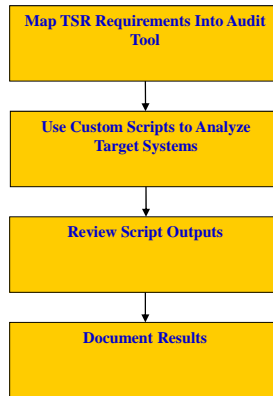 Map TSR Requirements Into Audit
Tool
Use Custom Scripts to Analyze
Target Systems
Review Script Outputs
Document Results